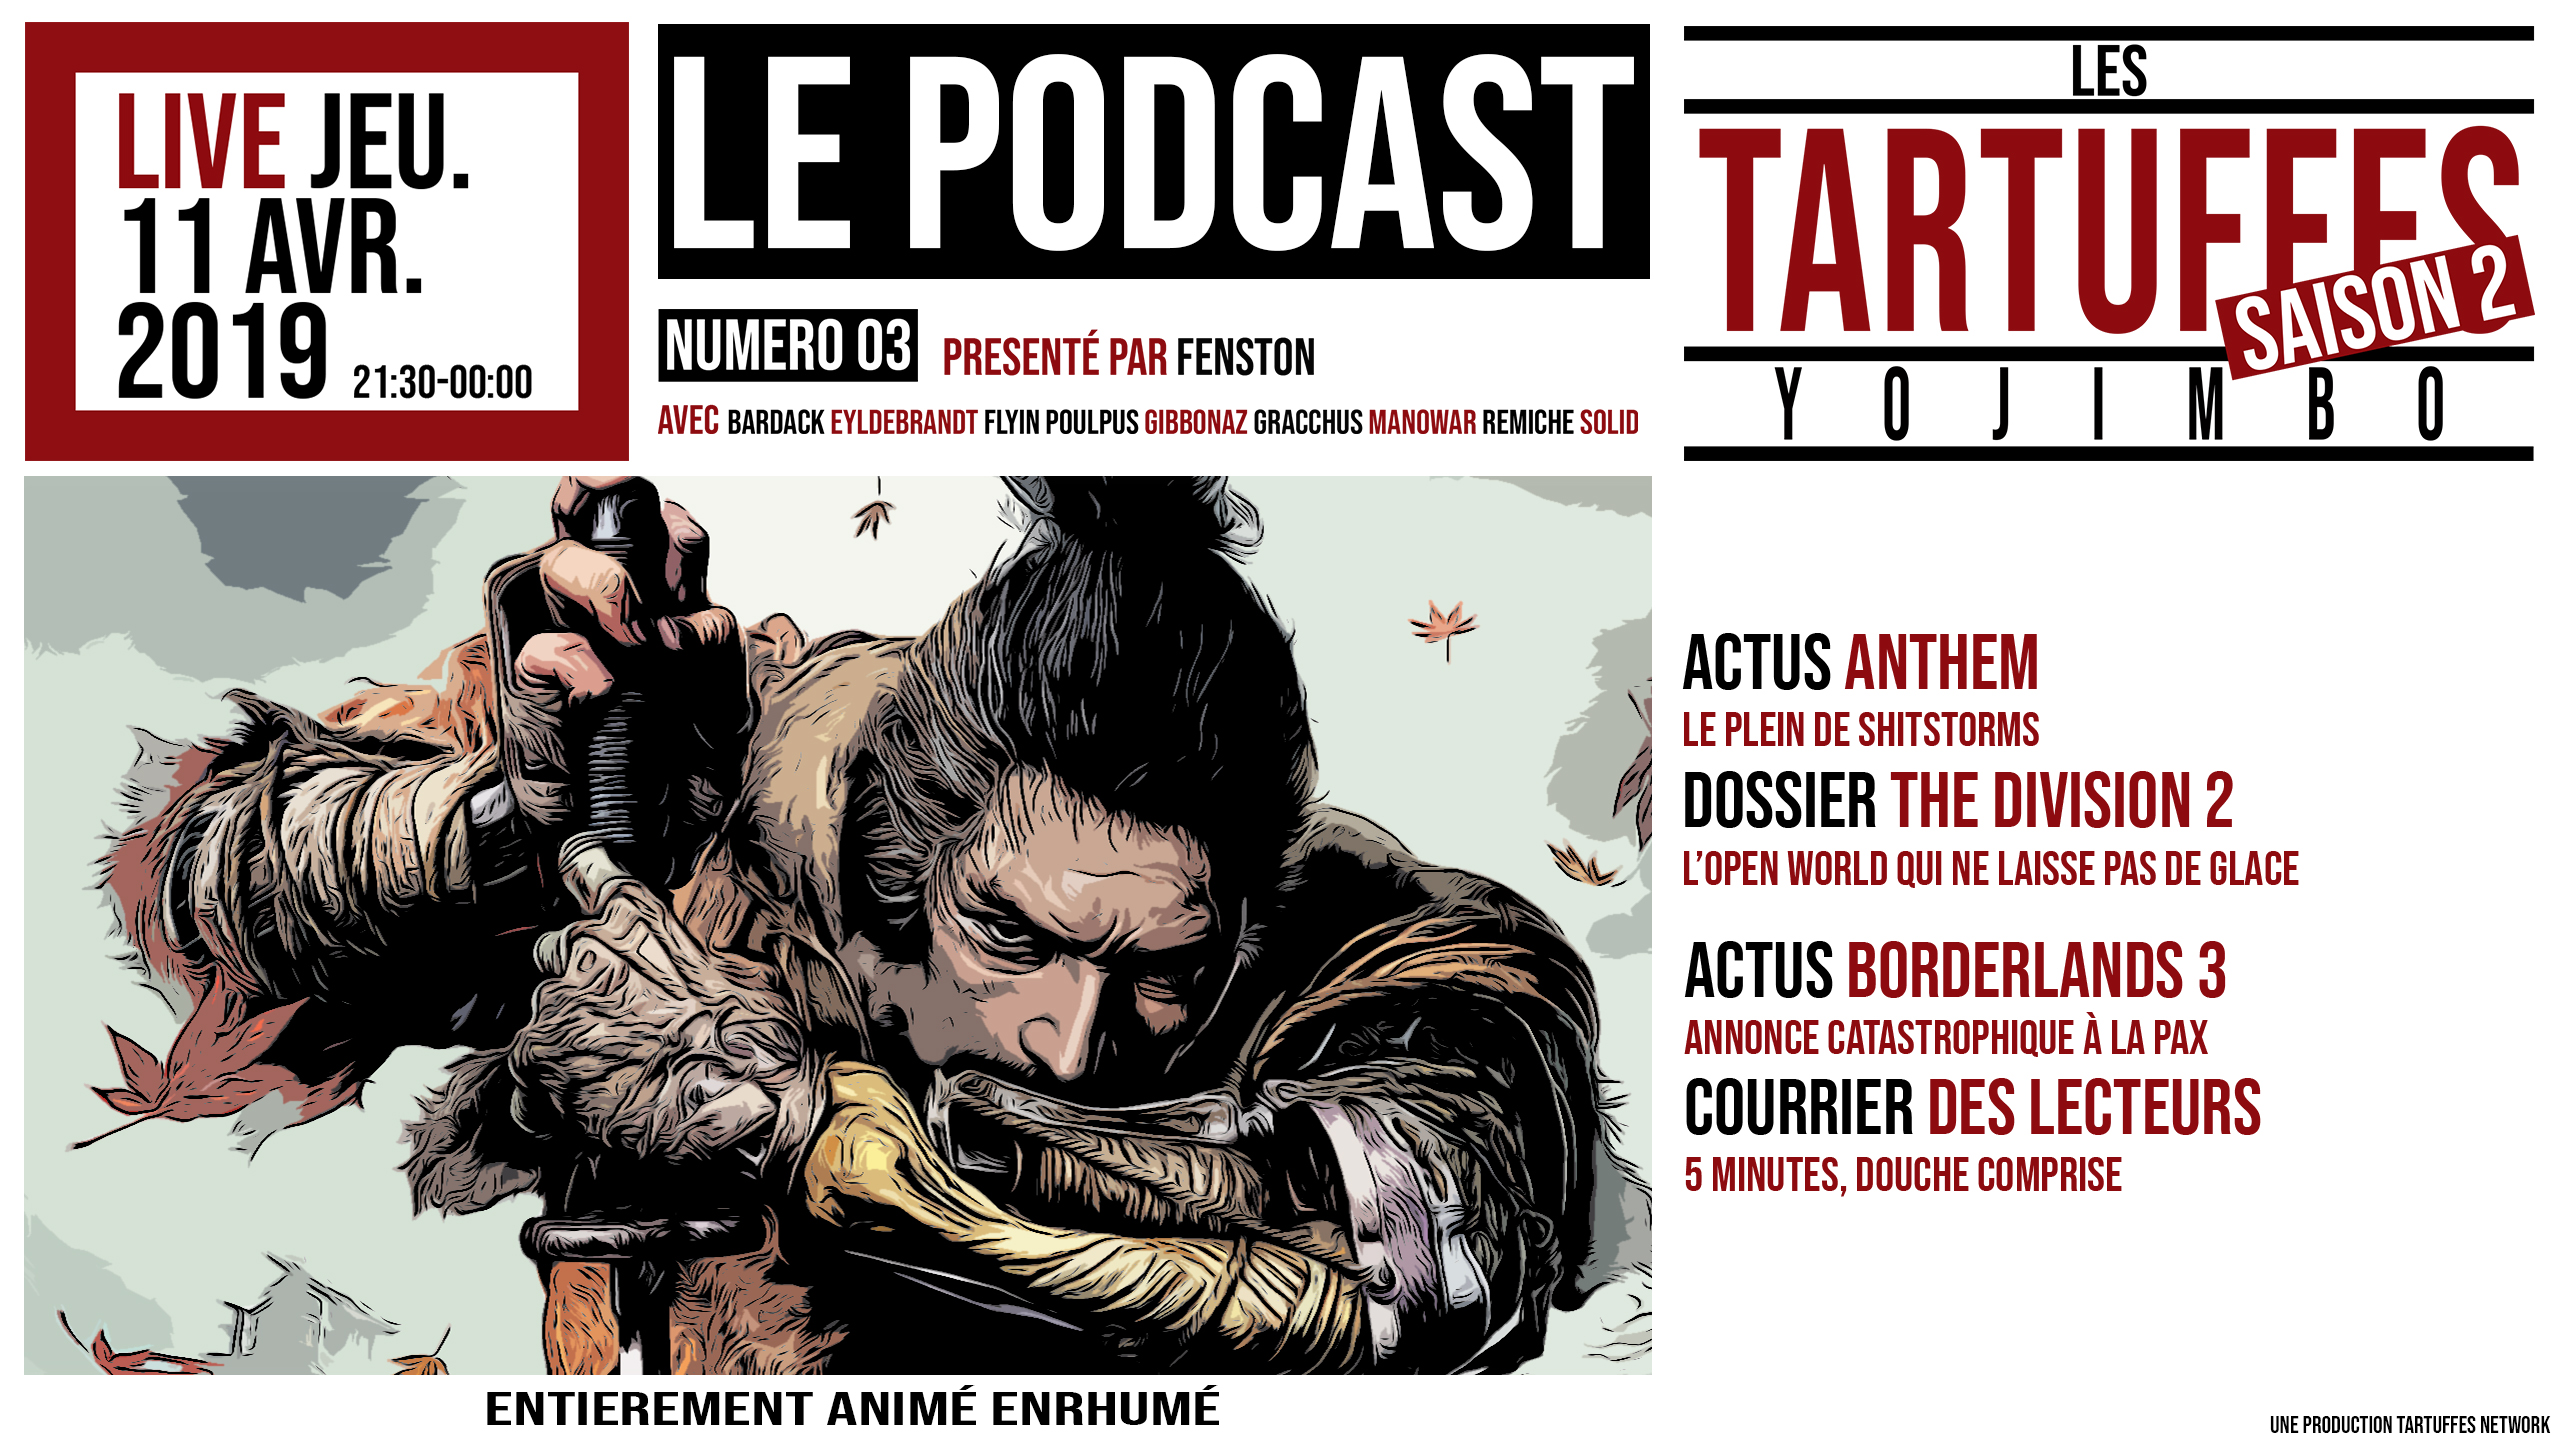 LIVE JEU.
11 AVR.
2019 21:30-00:00
LE PODCAST
NUMERO 03 PRESENTÉ PAR FENSTON
AVEC BARDACK EYLDEBRANDT FLYIN POULPUS GIBBONAZ GRACCHUS MANOWAR REMICHE SOLID
LES
TARTUFFES
SAISON 2
YOJIMBO
ACTUS ANTHEM
LE PLEIN DE SHITSTORMS
DOSSIER THE DIVISION 2
L'OPEN WORLD QUI NE LAISSE PAS DE GLACE
ACTUS BORDERLANDS 3
ANNONCE CATASTROPHIQUE À LA PAX
COURRIER DES LECTEURS
5 MINUTES, DOUCHE COMPRISE
ENTIEREMENT ANIMÉ ENRHUMÉ
UNE PRODUCTION TARTUFFES NETWORK